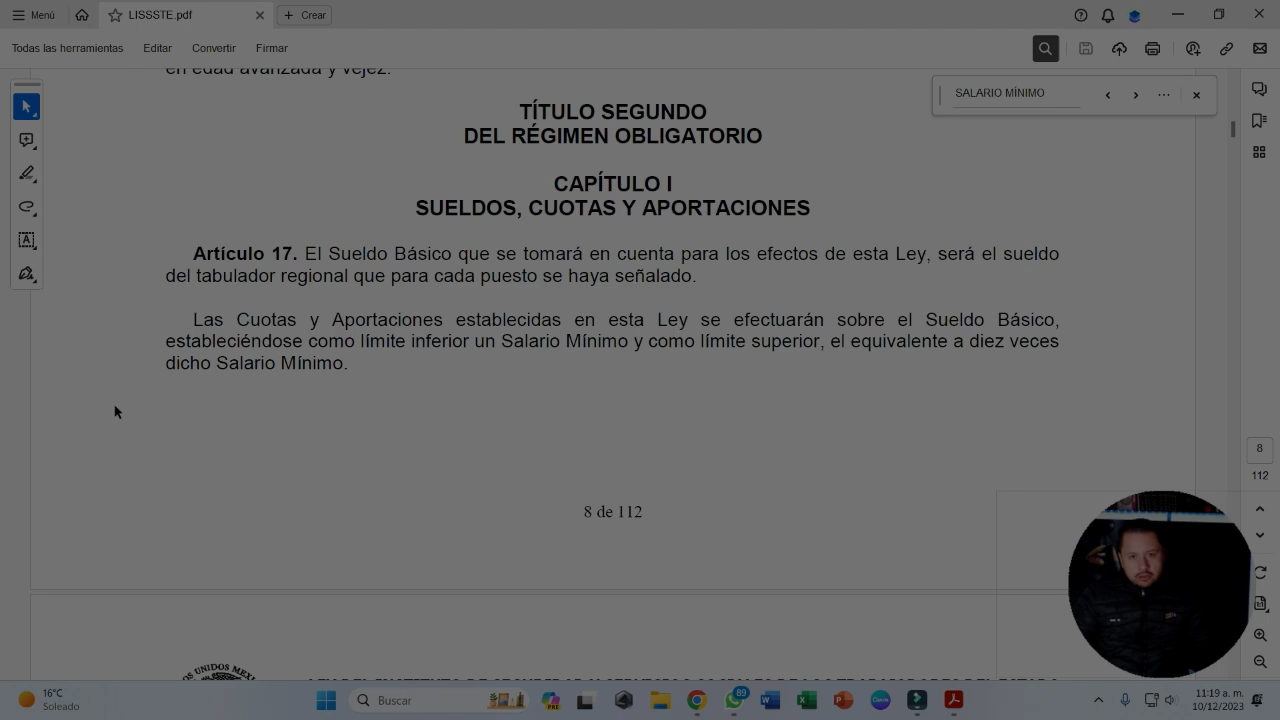 Menú
LISSSTE.pdf
Crear
Todas las herramientas
Editar
Convertir
Firmar
en edad avanzada y vejez.
SALARIO MÍNIMO
TÍTULO SEGUNDO
DEL RÉGIMEN OBLIGATORIO
CAPÍTULO I
SUELDOS, CUOTAS Y APORTACIONES
Artículo 17. El Sueldo Básico que se tomará en cuenta para los efectos de esta Ley, será el sueldo
del tabulador regional que para cada puesto se haya señalado.
Las Cuotas y Aportaciones establecidas en esta Ley se efectuarán sobre el Sueldo Básico,
estableciéndose como límite inferior un Salario Mínimo y como límite superior, el equivalente a diez veces
dicho Salario Mínimo.
8
112
8 de 112
16°C
Soleado
Buscar
PRE
89
11:19 a. m.
10/12/2023